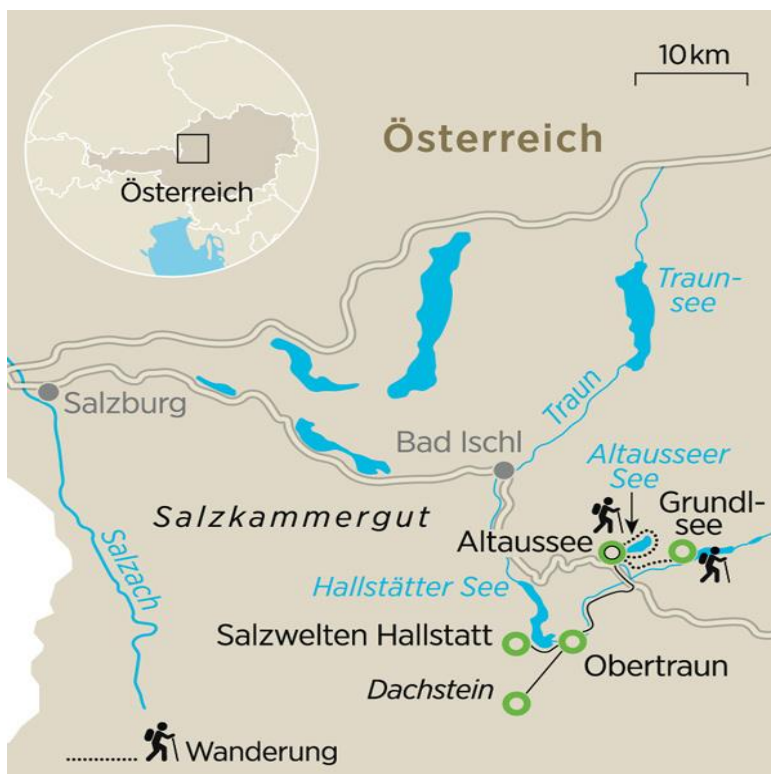 10 km
Österreich
Österreich
Traun-
see
Salzburg
Traun
Bad Ischl
Altausseer
See
Salzkammergut
Grundl-
see
Altaussee
Salzach
Hallstätter See
Salzwelten Hallstatt
Obertraun
Dachstein
Wanderung